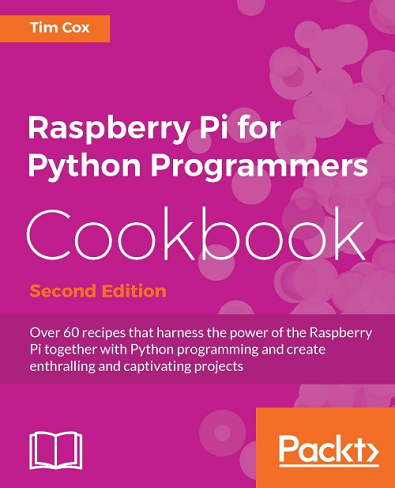 Tim Cox
Raspberry Pi for
Python Programmers
Cookbook
Second Edition
Over 60 recipes that harness the power of the Raspberry
Pi together with Python programming and create
enthralling and captivating projects
Packt>